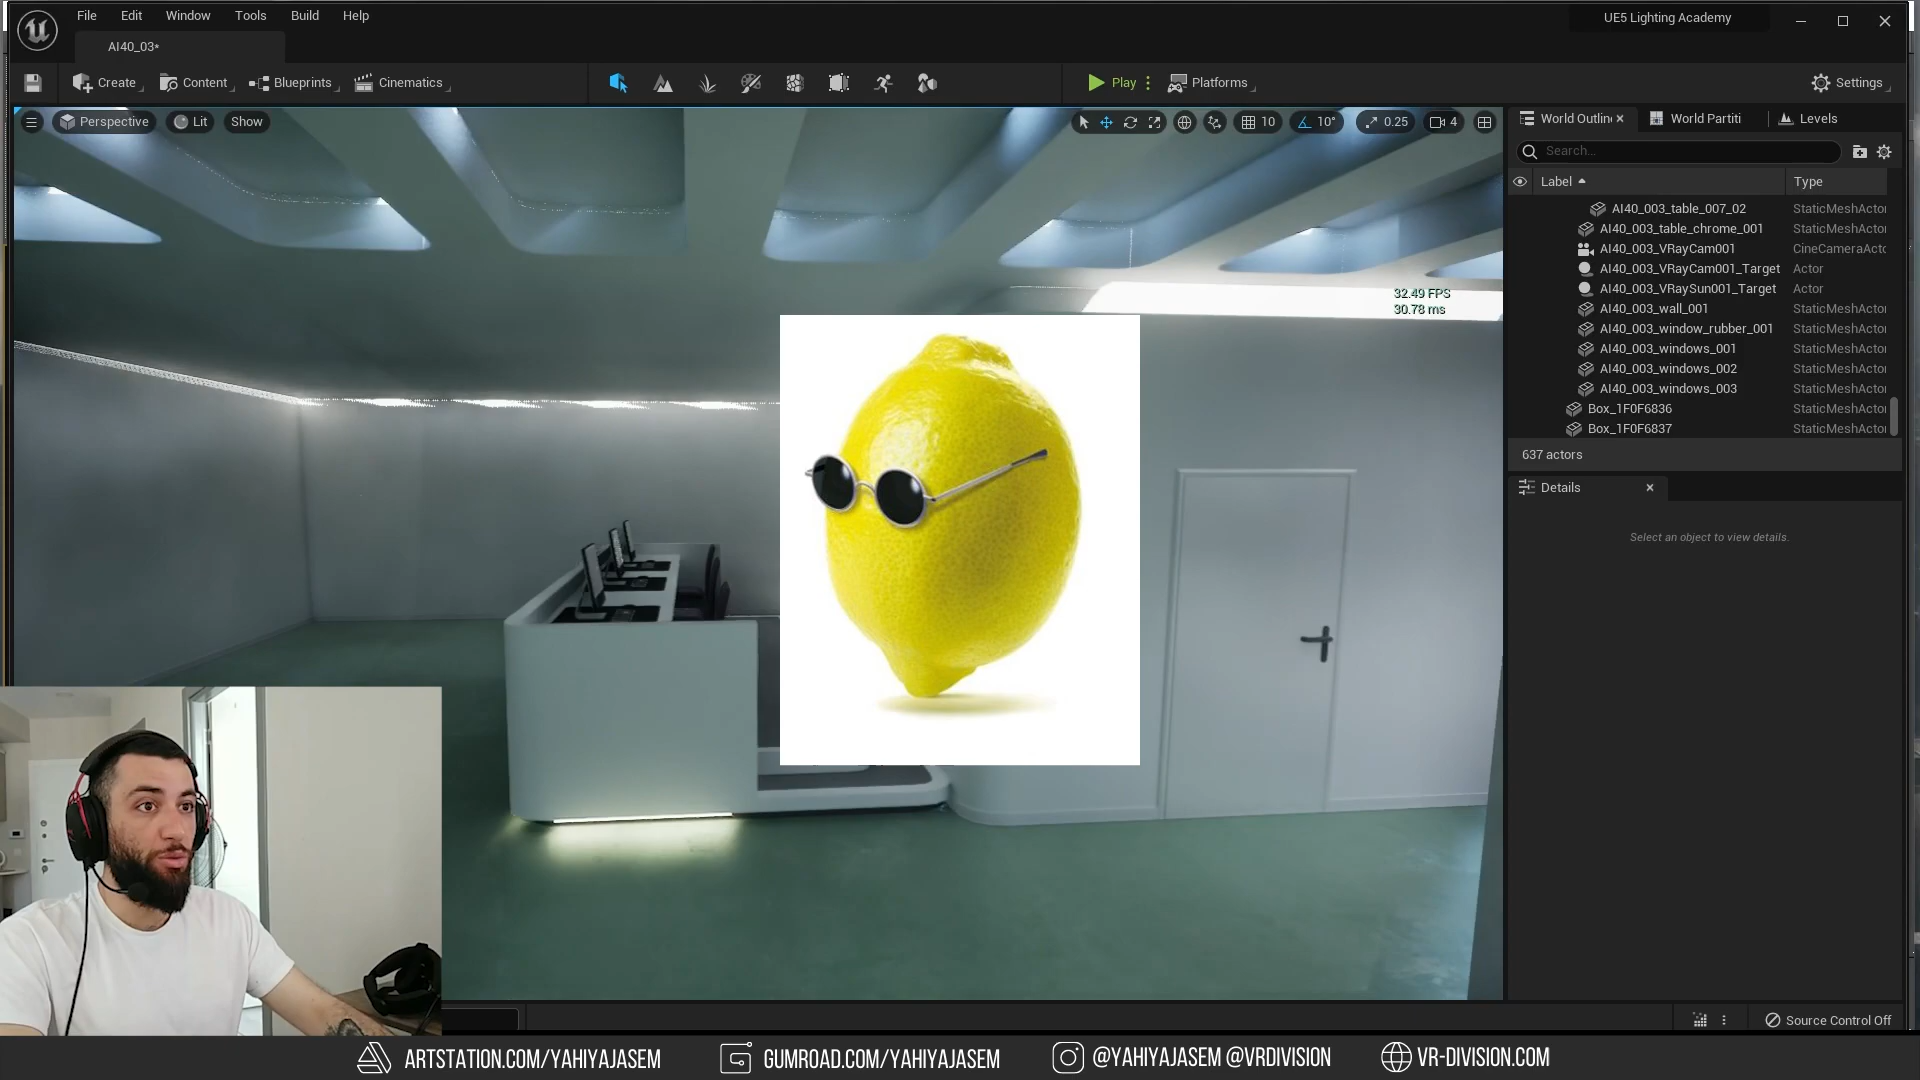 File Edit Window Tools Build Help
UE5 Lighting Academy
AI40_03*
Create Content Blueprints Cinematics Play Platforms Settings
Perspective Lit Show 10 10° 0.25 4
World Outlin World Partiti Levels
Search...
Label Type
AI40_003_table_007_02 StaticMeshActor
AI40_003_table_chrome_001 StaticMeshActor
AI40_003_VRayCam001 CineCameraActo
AI40_003_VRayCam001_Target Actor
AI40_003_VRaySun001_Target Actor
AI40_003_wall_001 StaticMeshActor
AI40_003_window_rubber_001 StaticMeshActor
AI40_003_windows_001 StaticMeshActor
AI40_003_windows_002 StaticMeshActor
AI40_003_windows_003 StaticMeshActor
Box_1F0F6836 StaticMeshActor
Box_1F0F6837 StaticMeshActor
637 actors
32.49 FPS
30.78 ms
Details
Select an object to view details.
Source Control Off
ARTSTATION.COM/YAHIYAJASEM GUMROAD.COM/YAHIYAJASEM @YAHIYAJASEM @VRDIVISION VR-DIVISION.COM